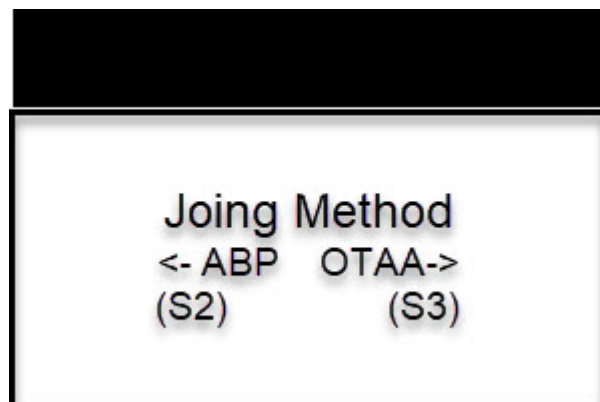 Joing Method
<- ABP OTAA->
(S2) (S3)